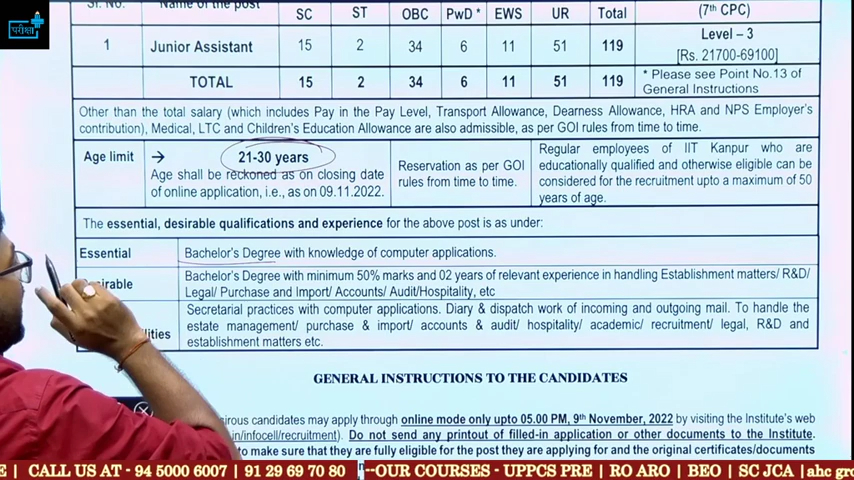 परीक्षा
Sl. No. Name of the post SC ST OBC PwD * EWS UR Total (7th CPC)
1 Junior Assistant 15 2 34 6 11 51 119 Level – 3
[Rs. 21700-69100]
TOTAL 15 2 34 6 11 51 119 * Please see Point No.13 of
General Instructions
Other than the total salary (which includes Pay in the Pay Level, Transport Allowance, Dearness Allowance, HRA and NPS Employer's
contribution), Medical, LTC and Children's Education Allowance are also admissible, as per GOI rules from time to time.
Age limit → 21-30 years
Age shall be reckoned as on closing
date of online application, i.e., as on 09.11.2022.
Reservation as per GOI
rules from time to time.
Regular employees of IIT Kanpur who are
educationally qualified and otherwise eligible can be
considered for the recruitment upto a maximum of 50
years of age.
The essential, desirable qualifications and experience for the above post is as under:
Essential Bachelor's Degree with knowledge of computer applications.
Bachelor's Degree with minimum 50% marks and 02 years of relevant experience in handling Establishment matters/ R&D/
Legal/ Purchase and Import/ Accounts/ Audit/Hospitality, etc
Secretarial practices with computer applications. Diary & dispatch work of incoming and outgoing mail. To handle the
estate management/ purchase & import/ accounts & audit/ hospitality/ academic/ recruitment/ legal, R&D and
establishment matters etc.
GENERAL INSTRUCTIONS TO THE CANDIDATES
candidates may apply through online mode only upto 05.00 PM, 9th November, 2022 by visiting the Institute's web
in/infocell/recruitment). Do not send any printout of filled-in application or other documents to the Institute.
to make sure that they are fully eligible for the post they are applying for and the original certificates/documents
| CALL US AT - 94 5000 6007 | 91 29 69 70 80 | --OUR COURSES - UPPCS PRE | RO ARO | BEO | SC JCA | ahc gro